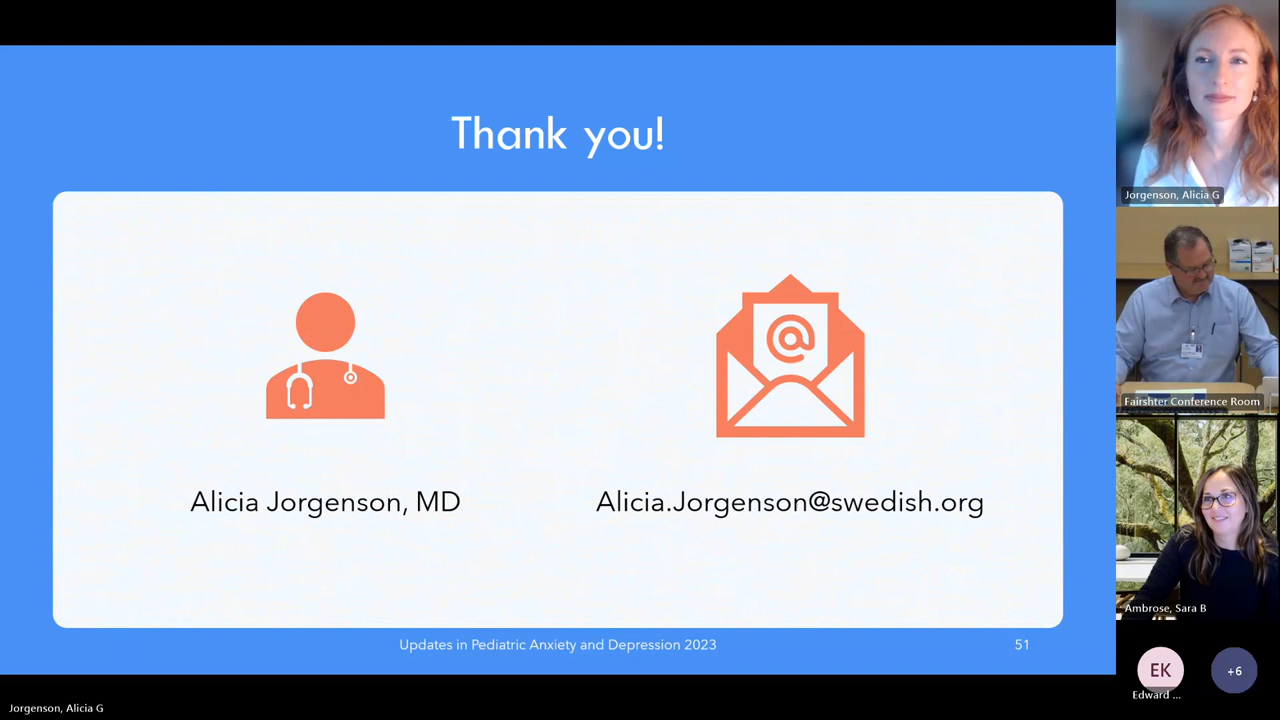 Thank you!
@
Alicia Jorgenson, MD
Alicia.Jorgenson@swedish.org
Updates in Pediatric Anxiety and Depression 2023
51
Jorgenson, Alicia G
Jorgenson, Alicia G
Fairshter Conference Room
Ambrose, Sara B
EK
+6
Edward ...